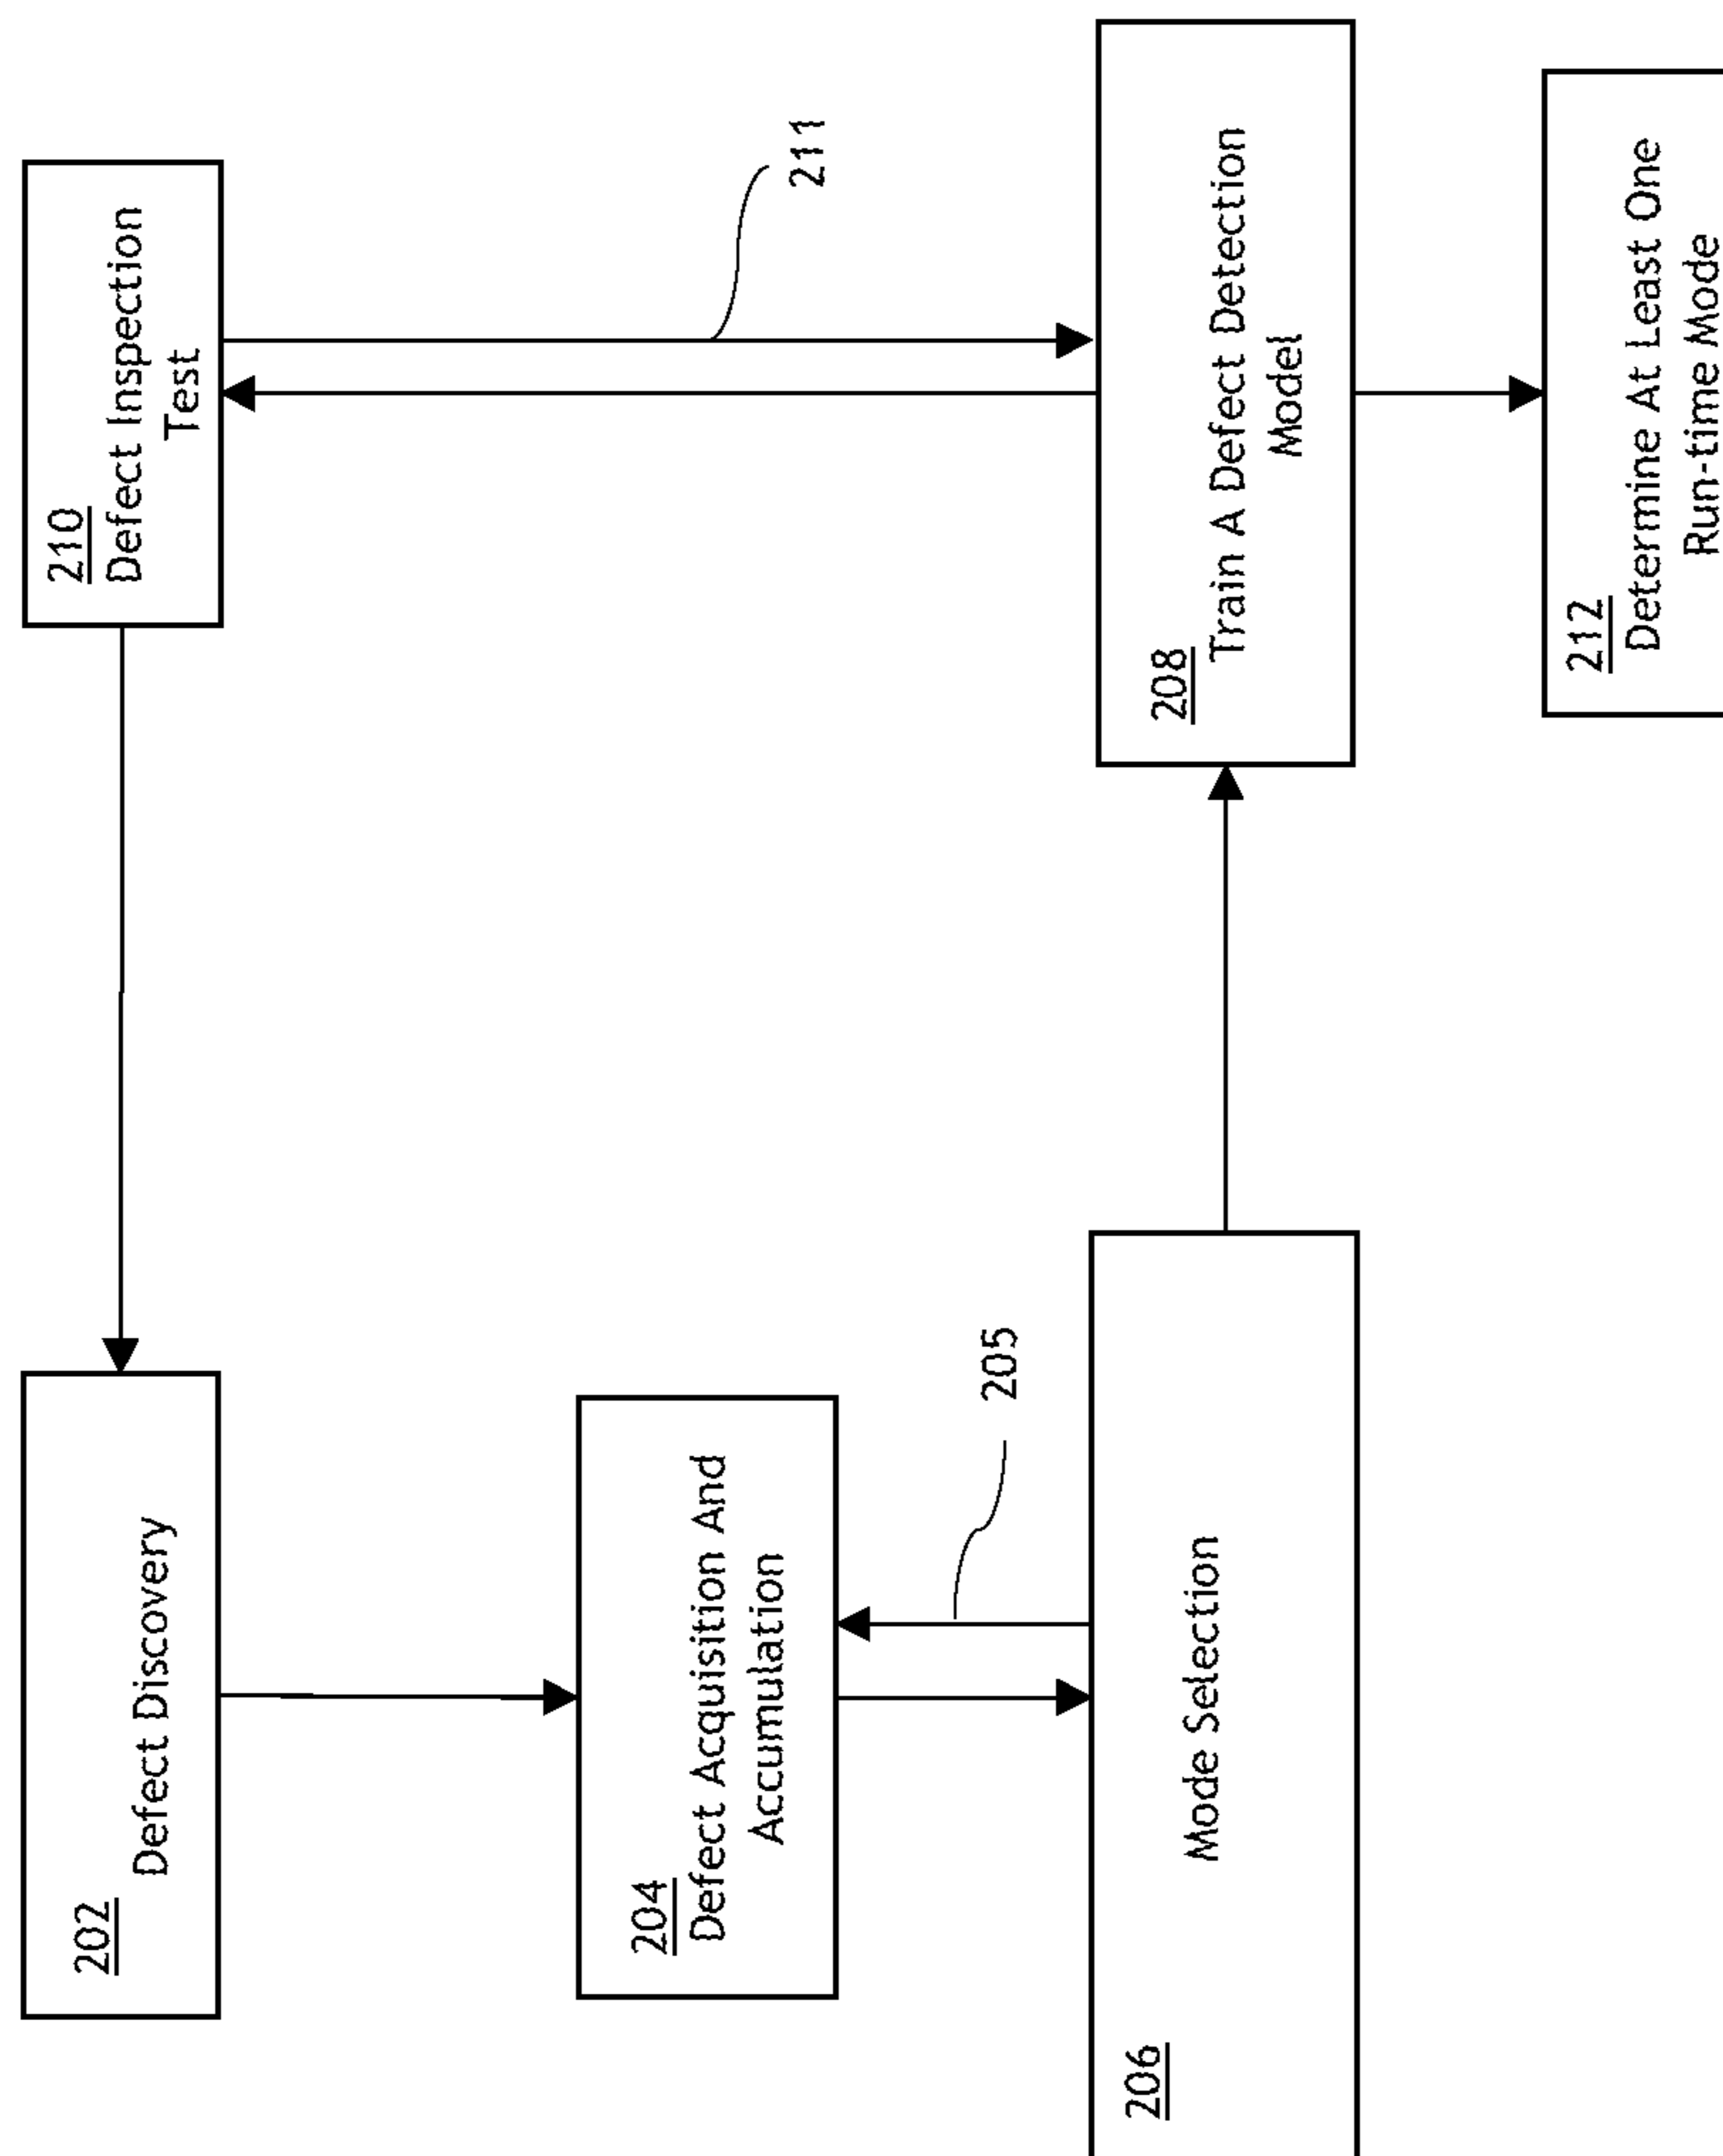 202
Defect Discovery
204
Defect Acquisition And
Accumulation
205
206
Mode Selection
210
Defect Inspection
Test
211
208
Train A Defect Detection
Model
212
Determine At Least One
Run-time Mode